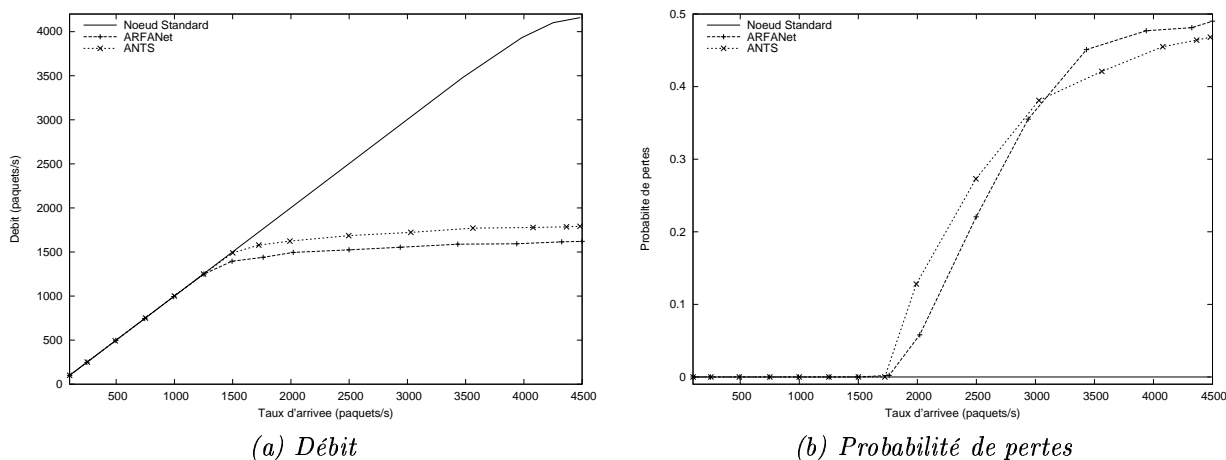 Noeud Standard
ARFANet
ANTS
4000
3500
3000
2500
2000
1500
1000
500
0
Debit (paquets/s)
500 1000 1500 2000 2500 3000 3500 4000 4500
Taux d'arrivee (paquets/s)
(a) Débit
Noeud Standard
ARFANet
ANTS
0.5
0.4
0.3
0.2
0.1
0
Probabilte de pertes
500 1000 1500 2000 2500 3000 3500 4000 4500
Taux d'arrivee (paquets/s)
(b) Probabilité de pertes